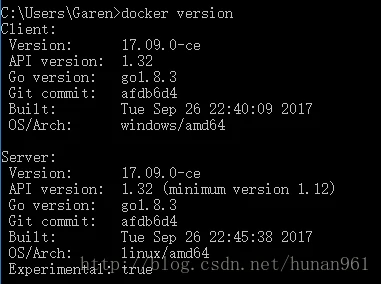 C:\Users\Garen>docker version
Client:
 Version:      17.09.0-ce
 API version:  1.32
 Go version:   go1.8.3
 Git commit:   afdb6d4
 Built:        Tue Sep 26 22:40:09 2017
 OS/Arch:      windows/amd64

Server:
 Version:      17.09.0-ce
 API version:  1.32 (minimum version 1.12)
 Go version:   go1.8.3
 Git commit:   afdb6d4
 Built:        Tue Sep 26 22:45:38 2017
 OS/Arch:      linux/amd64
 Experimental: true
http://blog.csdn.net/hunan961